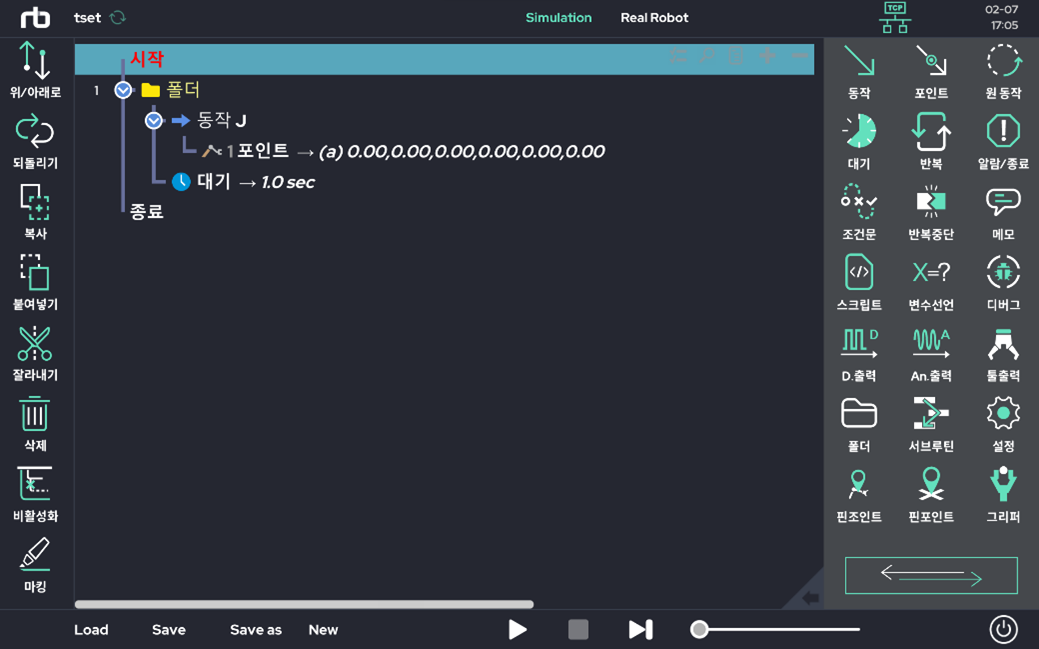 rb
tset
Simulation
Real Robot
TCP
02-07
17:05
위/아래로
되돌리기
복사
붙여넣기
잘라내기
삭제
비활성화
마킹
시작
1
폴더
동작 J
1 포인트 → (a) 0.00,0.00,0.00,0.00,0.00,0.00
대기 → 1.0 sec
종료
동작
포인트
원 동작
대기
반복
알람/종료
조건문
반복중단
메모
스크립트
X=?
변수선언
디버그
D
D.출력
A
An.출력
툴출력
폴더
서브루틴
설정
핀조인트
핀포인트
그리퍼
Load
Save
Save as
New